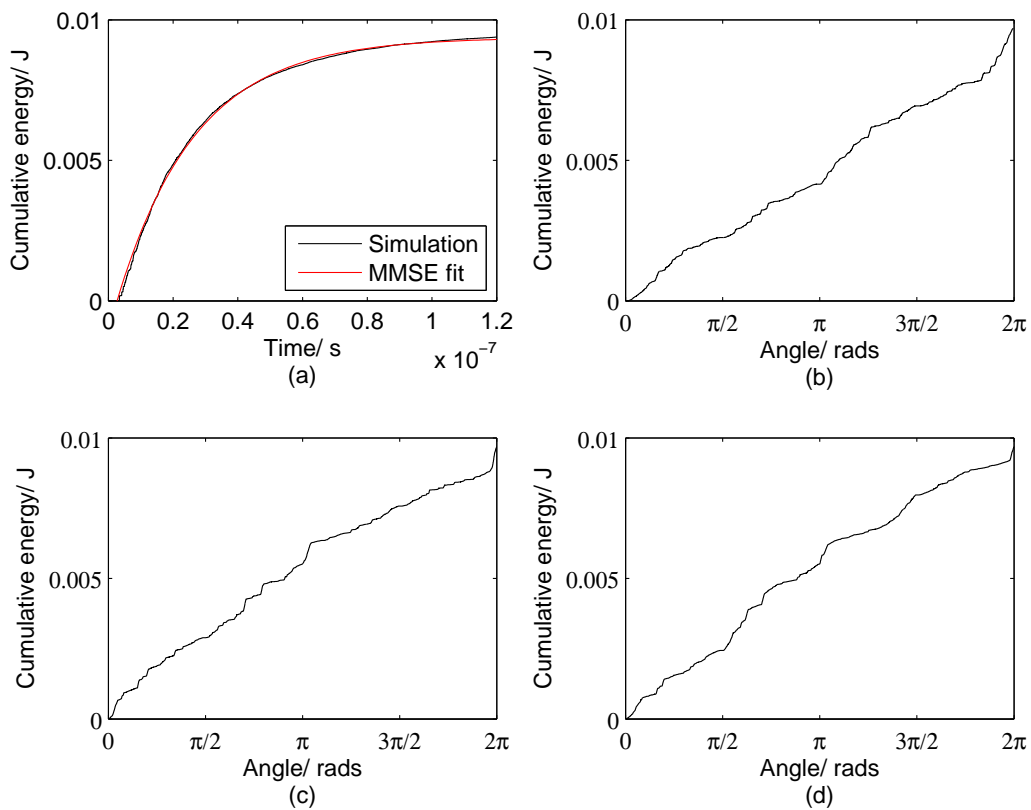 0.01
0.005
0
Cumulative energy/ J
Simulation
MMSE fit
0 0.2 0.4 0.6 0.8 1 1.2
Time/ s
x 10⁻⁷
(a)
0.01
0.005
0
Cumulative energy/ J
0 π/2 π 3π/2 2π
Angle/ rads
(b)
0.01
0.005
0
Cumulative energy/ J
0 π/2 π 3π/2 2π
Angle/ rads
(c)
0.01
0.005
0
Cumulative energy/ J
0 π/2 π 3π/2 2π
Angle/ rads
(d)